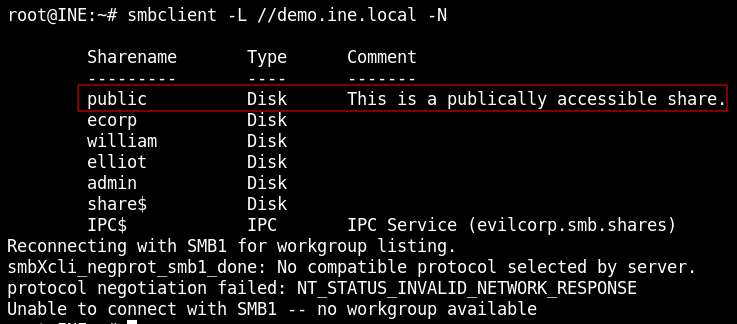 root@INE:~# smbclient -L //demo.ine.local -N
Sharename Type Comment
--------- ---- -------
public Disk This is a publically accessible share.
ecorp Disk
william Disk
elliot Disk
admin Disk
share$ Disk
IPC$ IPC IPC Service (evilcorp.smb.shares)
Reconnecting with SMB1 for workgroup listing.
smbXcli_negprot_smb1_done: No compatible protocol selected by server.
protocol negotiation failed: NT_STATUS_INVALID_NETWORK_RESPONSE
Unable to connect with SMB1 -- no workgroup available
root@INE:~#